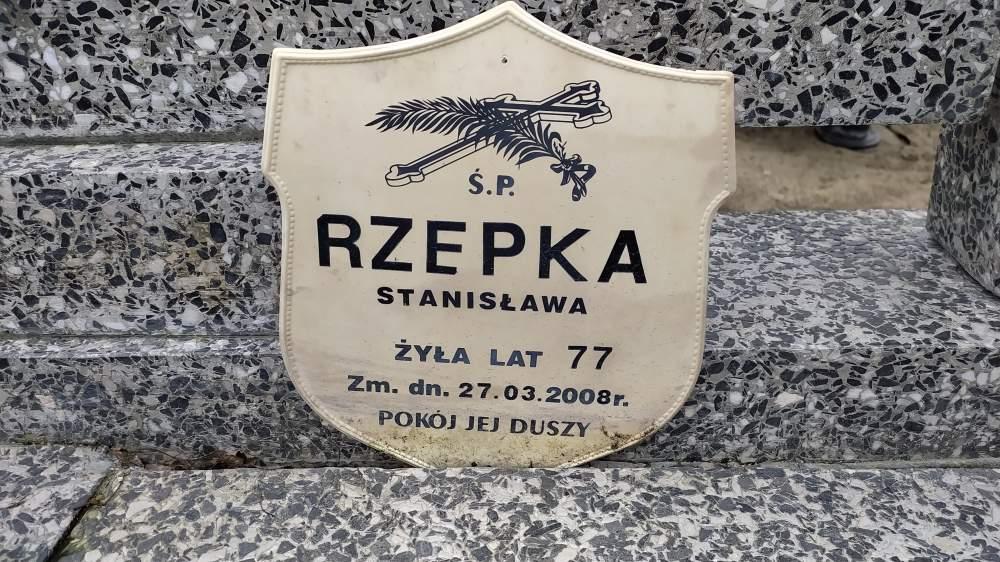 Ś.P.
RZEPKA
STANISŁAWA
ŻYŁA LAT 77
Zm. dn. 27.03.2008r.
POKÓJ JEJ DUSZY